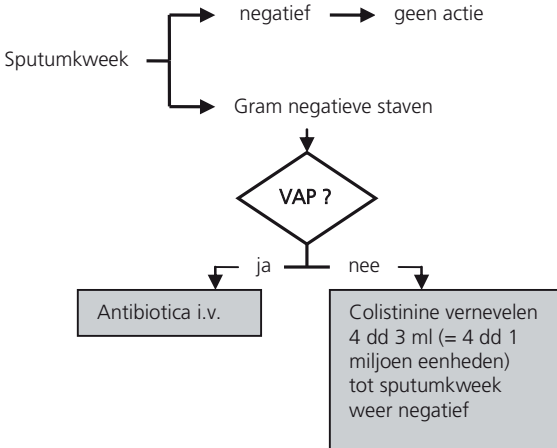 negatief geen actie
Sputumkweek
Gram negatieve staven
VAP ?
ja nee
Antibiotica i.v.
Colistinine vernevelen
4 dd 3 ml (= 4 dd 1
miljoen eenheden)
tot sputumkweek
weer negatief